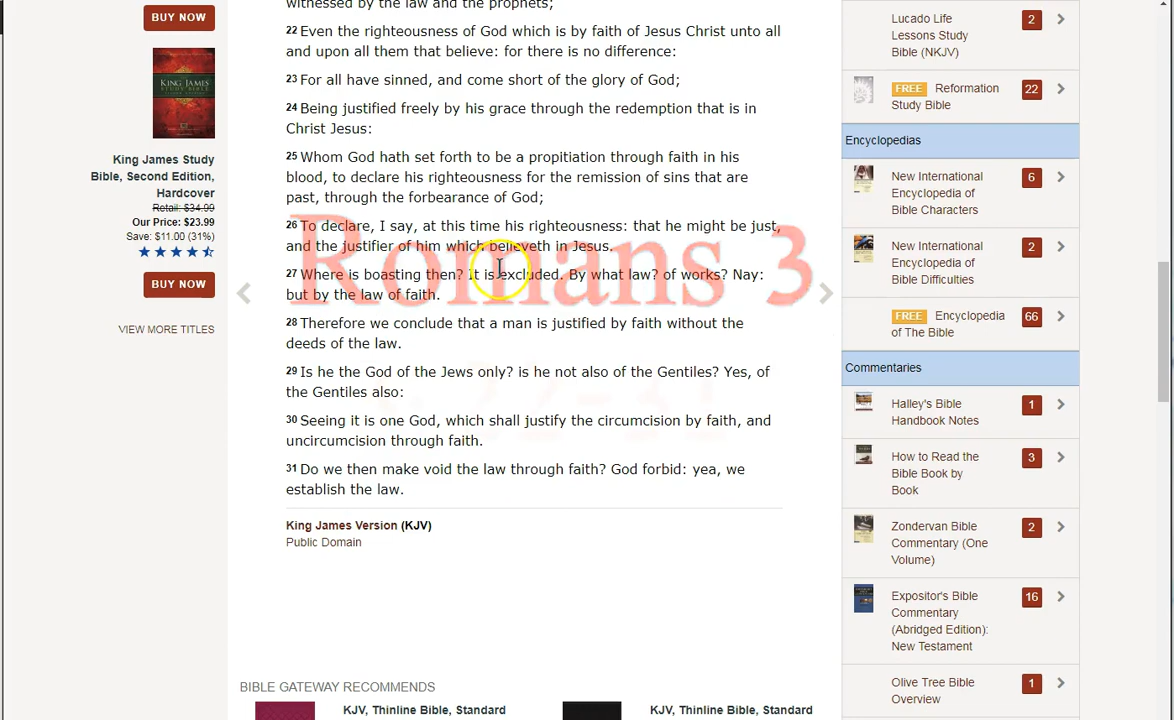 BUY NOW
King James Study
Bible, Second Edition,
Hardcover
Retail: $34.99
Our Price: $23.99
Save: $11.00 (31%)
BUY NOW
VIEW MORE TITLES
witnessed by the law and the prophets;
22 Even the righteousness of God which is by faith of Jesus Christ unto all
and upon all them that believe: for there is no difference:
23 For all have sinned, and come short of the glory of God;
24 Being justified freely by his grace through the redemption that is in
Christ Jesus:
25 Whom God hath set forth to be a propitiation through faith in his
blood, to declare his righteousness for the remission of sins that are
past, through the forbearance of God;
26 To declare, I say, at this time his righteousness: that he might be just,
and the justifier of him which believeth in Jesus.
Romans 3
27 Where is boasting then? It is excluded. By what law? of works? Nay:
but by the law of faith.
28 Therefore we conclude that a man is justified by faith without the
deeds of the law.
29 Is he the God of the Jews only? is he not also of the Gentiles? Yes, of
the Gentiles also:
22-31
30 Seeing it is one God, which shall justify the circumcision by faith, and
uncircumcision through faith.
31 Do we then make void the law through faith? God forbid: yea, we
establish the law.
King James Version (KJV)
Public Domain
BIBLE GATEWAY RECOMMENDS
KJV, Thinline Bible, Standard
KJV, Thinline Bible, Standard
Lucado Life
Lessons Study
Bible (NKJV)
2
FREE Reformation
Study Bible
22
Encyclopedias
New International
Encyclopedia of
Bible Characters
6
New International
Encyclopedia of
Bible Difficulties
2
FREE Encyclopedia
of The Bible
66
Commentaries
Halley's Bible
Handbook Notes
1
How to Read the
Bible Book by
Book
3
Zondervan Bible
Commentary (One
Volume)
2
Expositor's Bible
Commentary
(Abridged Edition):
New Testament
16
Olive Tree Bible
Overview
1